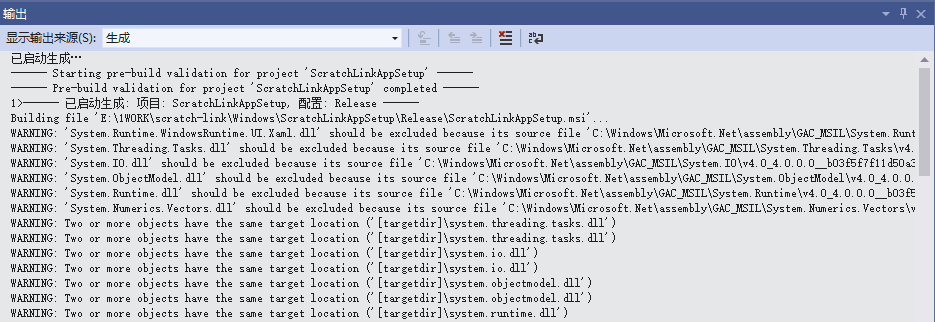 输出
显示输出来源(S): 生成
已启动生成…
------ Starting pre-build validation for project 'ScratchLinkAppSetup' ------
------ Pre-build validation for project 'ScratchLinkAppSetup' completed ------
1>------ 已启动生成: 项目: ScratchLinkAppSetup, 配置: Release ------
Building file 'E:\1WORK\scratch-link\Windows\ScratchLinkAppSetup\Release\ScratchLinkAppSetup.msi'...
WARNING: 'System.Runtime.WindowsRuntime.UI.Xaml.dll' should be excluded because its source file 'C:\Windows\Microsoft.Net\assembly\GAC_MSIL\System.Runt
WARNING: 'System.Threading.Tasks.dll' should be excluded because its source file 'C:\Windows\Microsoft.Net\assembly\GAC_MSIL\System.Threading.Tasks\v4.
WARNING: 'System.IO.dll' should be excluded because its source file 'C:\Windows\Microsoft.Net\assembly\GAC_MSIL\System.IO\v4.0_4.0.0.0__b03f5f7f11d50a3
WARNING: 'System.ObjectModel.dll' should be excluded because its source file 'C:\Windows\Microsoft.Net\assembly\GAC_MSIL\System.ObjectModel\v4.0_4.0.0.
WARNING: 'System.Runtime.dll' should be excluded because its source file 'C:\Windows\Microsoft.Net\assembly\GAC_MSIL\System.Runtime\v4.0_4.0.0.0__b03f5
WARNING: 'System.Numerics.Vectors.dll' should be excluded because its source file 'C:\Windows\Microsoft.Net\assembly\GAC_MSIL\System.Numerics.Vectors\v
WARNING: Two or more objects have the same target location ('[targetdir]\system.threading.tasks.dll')
WARNING: Two or more objects have the same target location ('[targetdir]\system.threading.tasks.dll')
WARNING: Two or more objects have the same target location ('[targetdir]\system.io.dll')
WARNING: Two or more objects have the same target location ('[targetdir]\system.io.dll')
WARNING: Two or more objects have the same target location ('[targetdir]\system.objectmodel.dll')
WARNING: Two or more objects have the same target location ('[targetdir]\system.objectmodel.dll')
WARNING: Two or more objects have the same target location ('[targetdir]\system.runtime.dll')